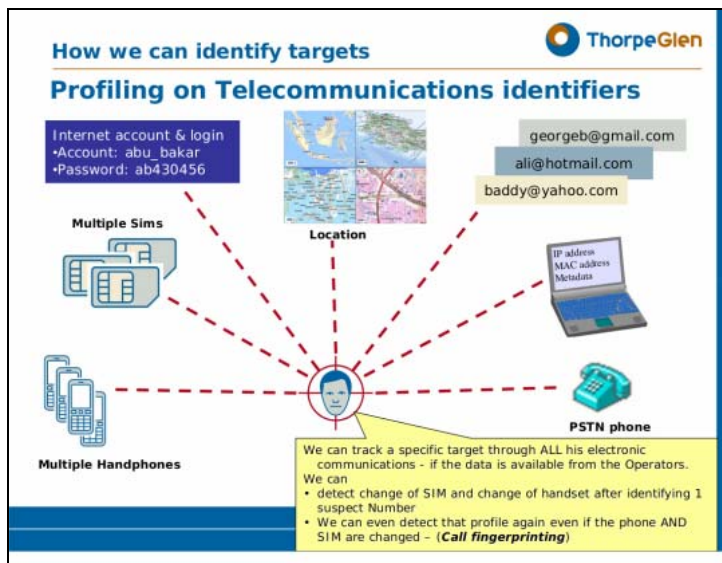 How we can identify targets
ThorpeGlen
Profiling on Telecommunications identifiers
Internet account & login
•Account: abu_bakar
•Password: ab430456
georgeb@gmail.com
ali@hotmail.com
baddy@yahoo.com
Multiple Sims
Location
IP address
MAC address
Metadata
Multiple Handphones
PSTN phone
We can track a specific target through ALL his electronic
communications - if the data is available from the Operators.
We can
• detect change of SIM and change of handset after identifying 1
suspect Number
• We can even detect that profile again even if the phone AND
SIM are changed – (Call fingerprinting)